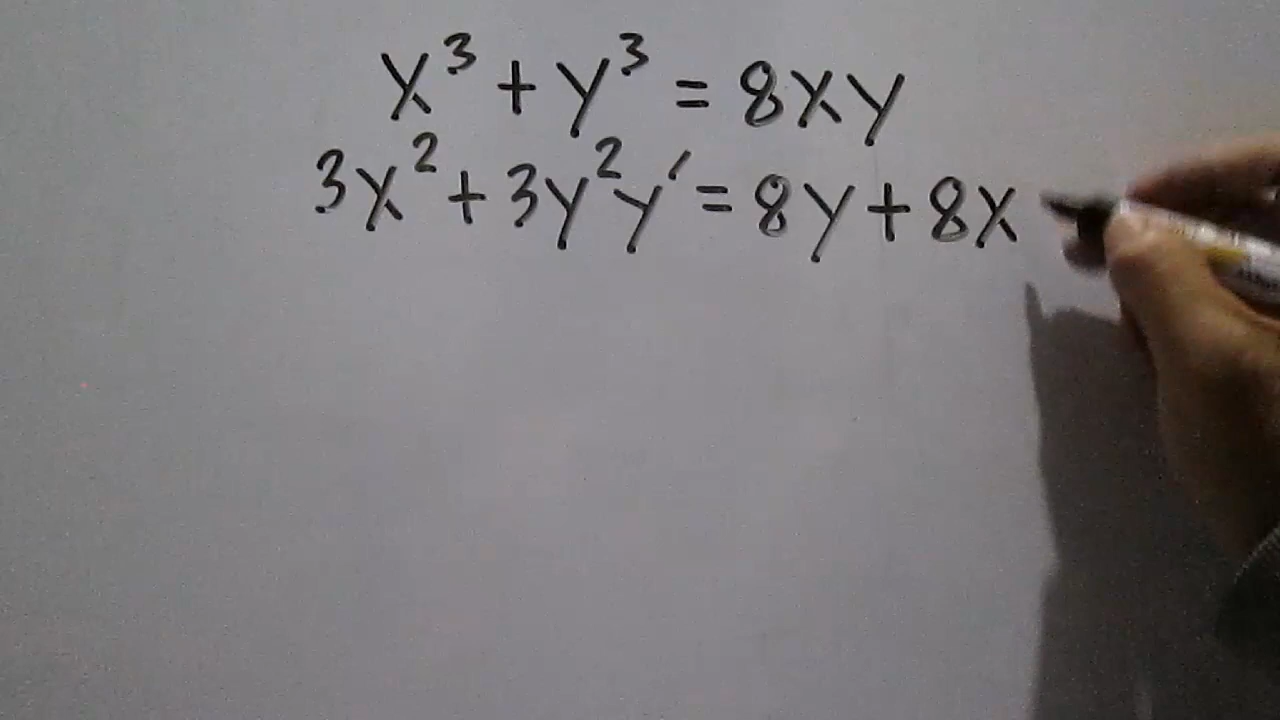 x³ + y³ = 8xy
3x² + 3y²y' = 8y + 8x